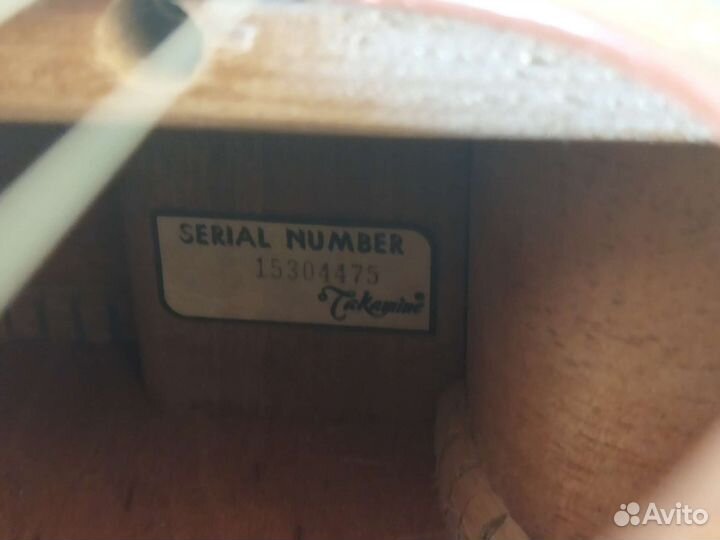 SERIAL NUMBER
15304475
Takamine
Avito